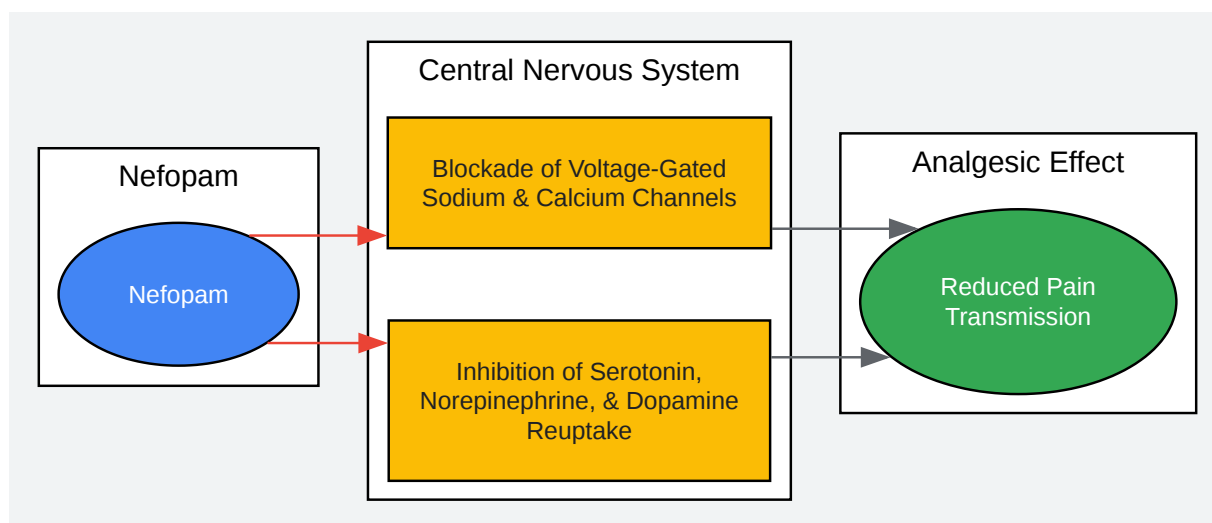 Nefopam
Nefopam
Central Nervous System
Blockade of Voltage-Gated
Sodium & Calcium Channels
Inhibition of Serotonin,
Norepinephrine, & Dopamine
Reuptake
Analgesic Effect
Reduced Pain
Transmission